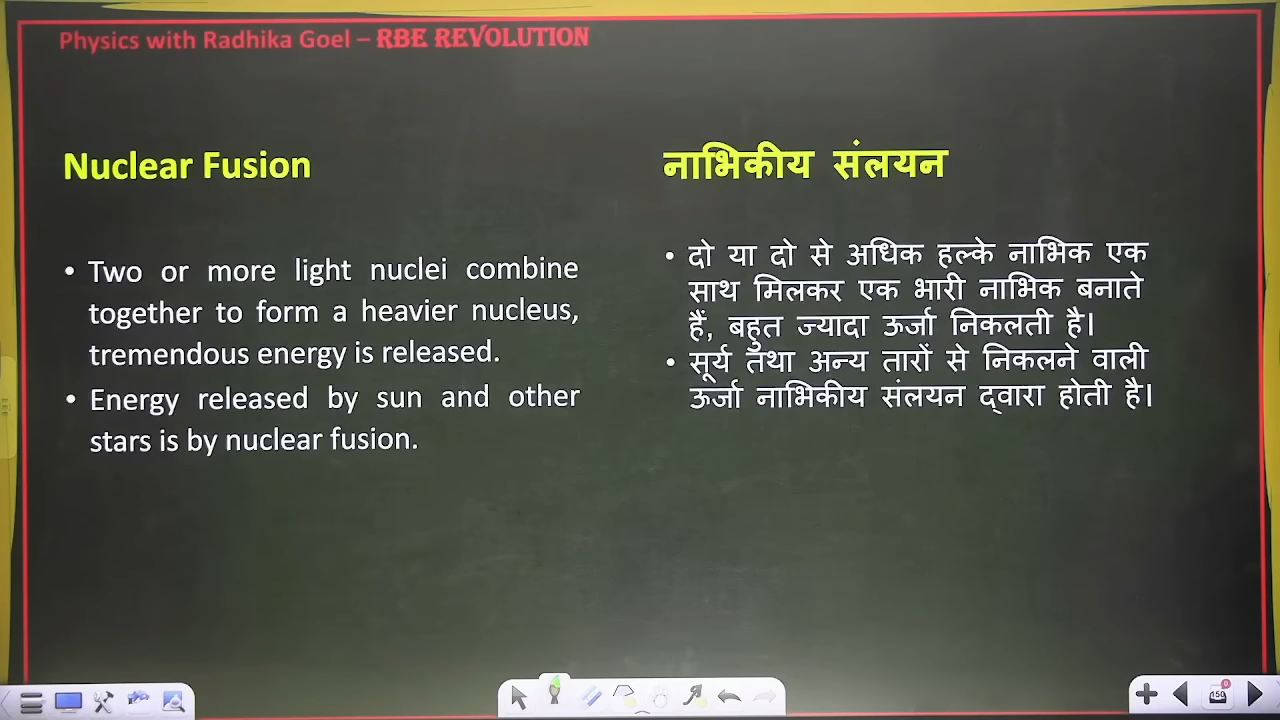 Physics with Radhika Goel – RBE REVOLUTION
Nuclear Fusion
• Two or more light nuclei combine
together to form a heavier nucleus,
tremendous energy is released.
• Energy released by sun and other
stars is by nuclear fusion.
नाभिकीय संलयन
• दो या दो से अधिक हल्के नाभिक एक
साथ मिलकर एक भारी नाभिक बनाते
हैं, बहुत ज्यादा ऊर्जा निकलती है।
• सूर्य तथा अन्य तारों से निकलने वाली
ऊर्जा नाभिकीय संलयन द्वारा होती है।
150
0